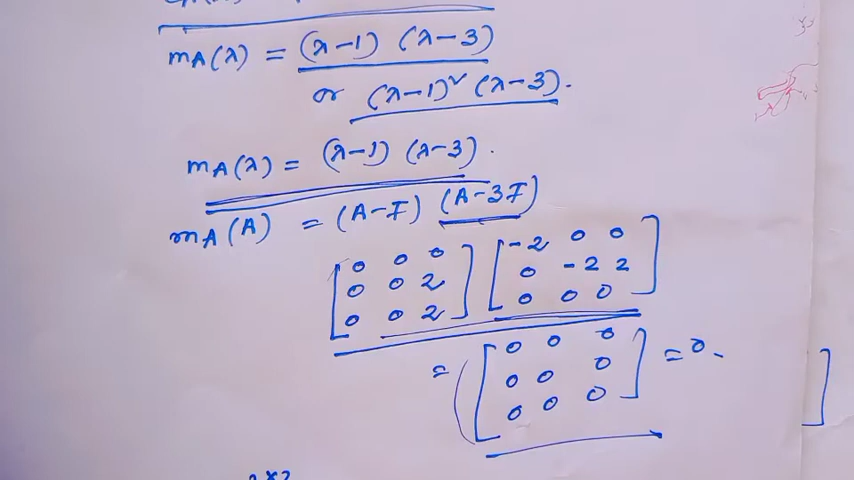 mA(λ) = (λ-1) (λ-3)
or (λ-1)² (λ-3).
mA(λ) = (λ-1) (λ-3).
mA(A) = (A-I) (A-3I)
[0 0 0] [-2 0 0]
[0 0 2] [0 -2 2]
[0 0 2] [0 0 0]
= [0 0 0] = 0.
[0 0 0]
[0 0 0]